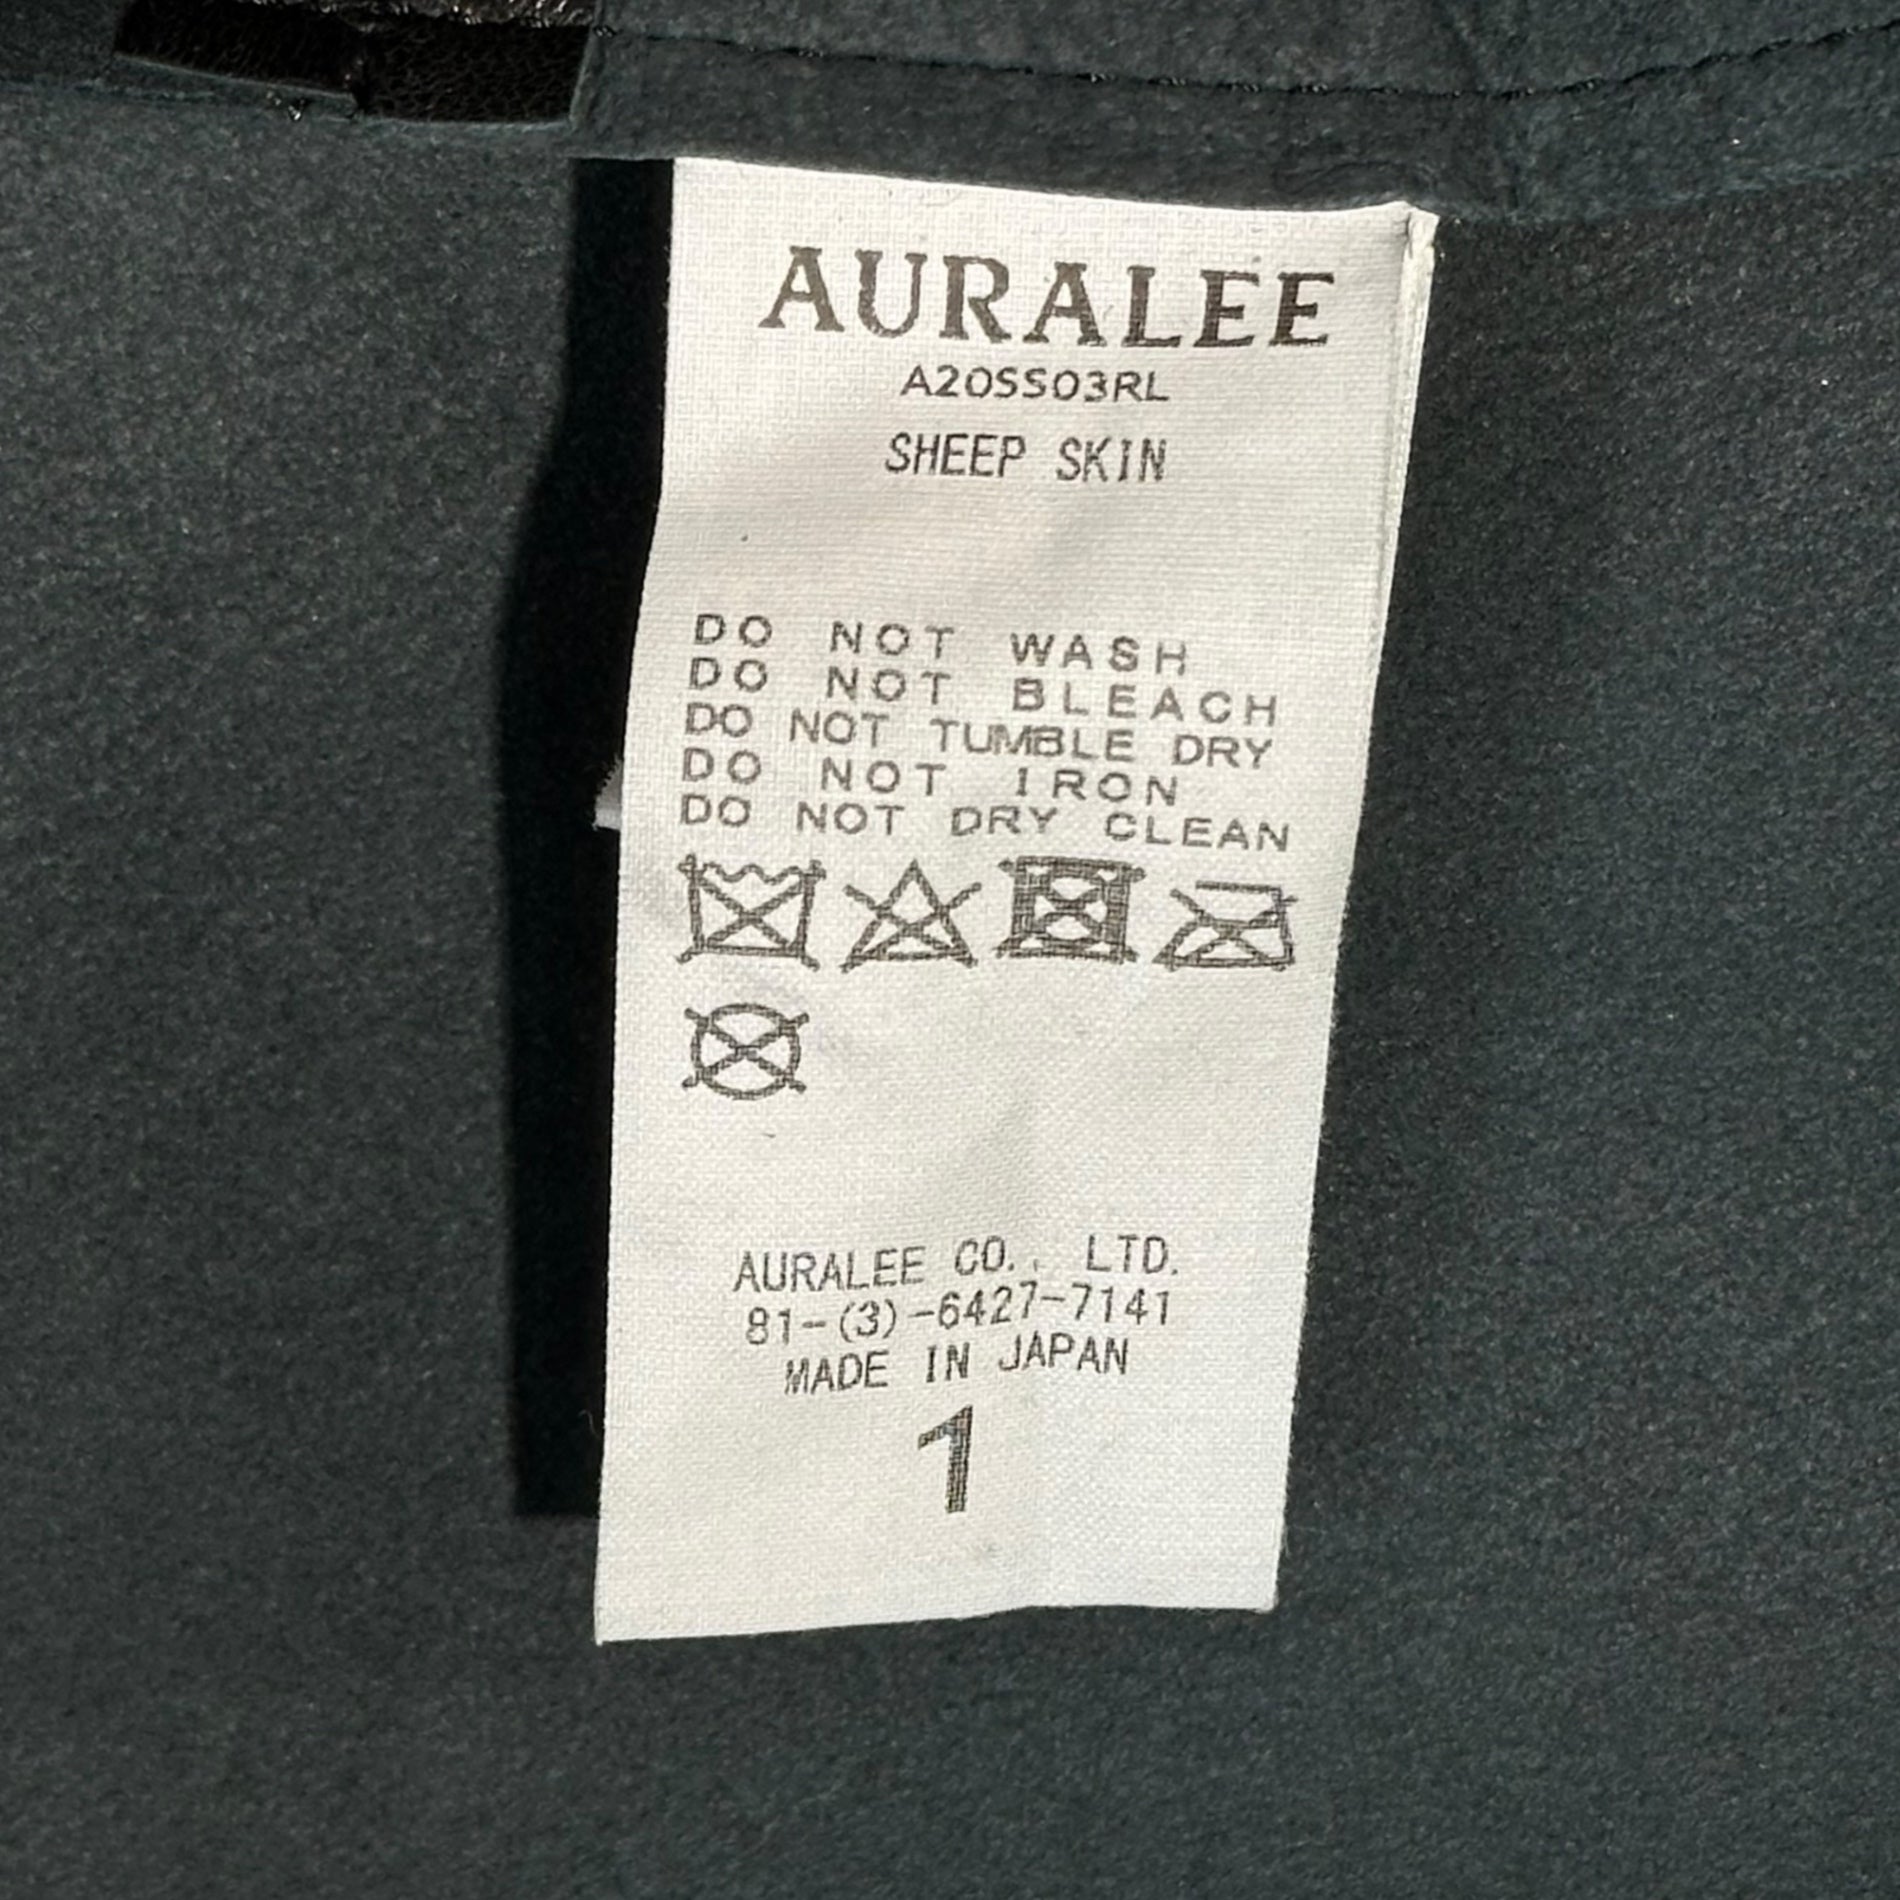 AURALEE
A20SS03RL
SHEEP SKIN
DO NOT WASH
DO NOT BLEACH
DO NOT TUMBLE DRY
DO NOT IRON
DO NOT DRY CLEAN
AURALEE CO., LTD.
81-(3)-6427-7141
MADE IN JAPAN
1